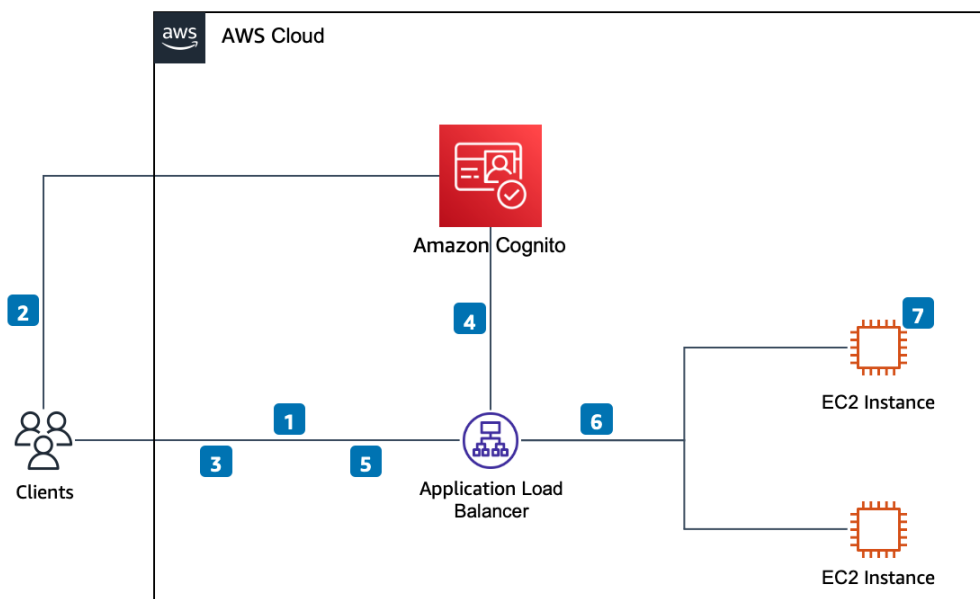 aws
AWS Cloud
Amazon Cognito
2
4
7
EC2 Instance
1
6
3
5
Clients
Application Load
Balancer
EC2 Instance